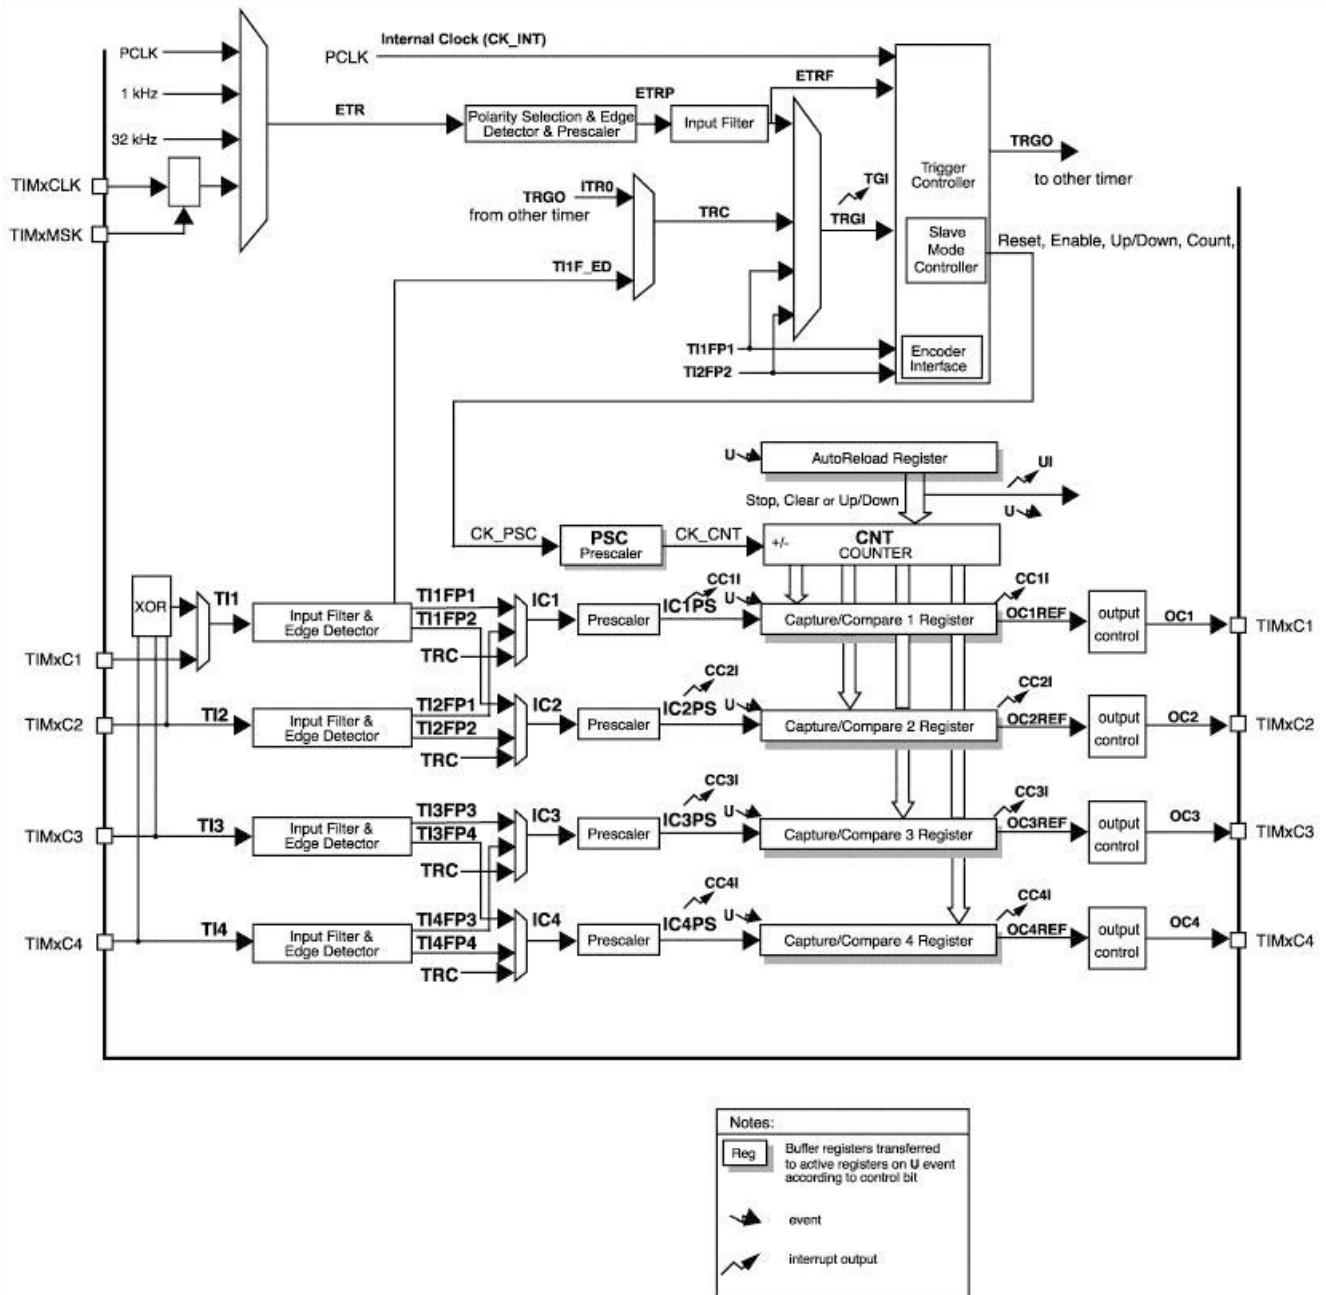 Internal Clock (CK_INT)
PCLK
PCLK
ETRF
1 kHz
ETRP
ETR
Polarity Selection & Edge
Detector & Prescaler
Input Filter
32 kHz
TRGO
to other timer
Trigger
Controller
TIMxCLK
TGI
TRGI
ITR0
TRGO
from other timer
TRC
TIMxMSK
Slave
Mode
Controller
Reset, Enable, Up/Down, Count,
TI1F_ED
TI1FP1
TI2FP2
Encoder
Interface
U
AutoReload Register
UI
Stop, Clear or Up/Down
U
CK_PSC
PSC
Prescaler
CK_CNT
+/-
CNT
COUNTER
XOR
TI1
Input Filter &
Edge Detector
TI1FP1
TI1FP2
TRC
IC1
Prescaler
CC1I
IC1PS
U
Capture/Compare 1 Register
CC1I
OC1REF
output
control
OC1
TIMxC1
TIMxC1
TIMxC2
TI2
Input Filter &
Edge Detector
TI2FP1
TI2FP2
TRC
IC2
Prescaler
CC2I
IC2PS
U
Capture/Compare 2 Register
CC2I
OC2REF
output
control
OC2
TIMxC2
TIMxC3
TI3
Input Filter &
Edge Detector
TI3FP3
TI3FP4
TRC
IC3
Prescaler
CC3I
IC3PS
U
Capture/Compare 3 Register
CC3I
OC3REF
output
control
OC3
TIMxC3
TIMxC4
TI4
Input Filter &
Edge Detector
TI4FP3
TI4FP4
TRC
IC4
Prescaler
CC4I
IC4PS
U
Capture/Compare 4 Register
CC4I
OC4REF
output
control
OC4
TIMxC4
Notes:
Reg
Buffer registers transferred
to active registers on U event
according to control bit
event
interrupt output